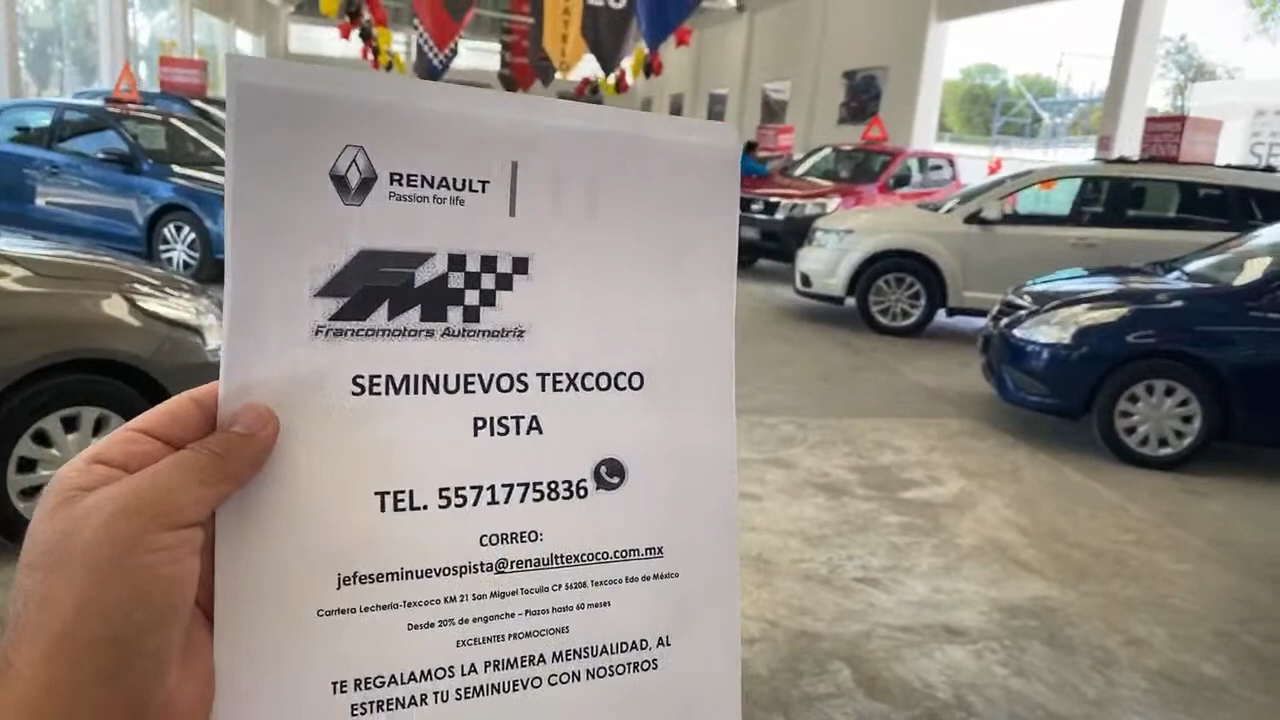 RENAULT
Passion for life
FM
Francomotors Automotriz
SEMINUEVOS TEXCOCO
PISTA
TEL. 5571775836
CORREO:
jefeseminuevospista@renaulttexcoco.com.mx
Carrtera Lechería-Texcoco KM 21 San Miguel Tocuila CP 56208, Texcoco Edo de México
Desde 20% de enganche – Plazos hasta 60 meses
EXCELENTES PROMOCIONES
TE REGALAMOS LA PRIMERA MENSUALIDAD, AL
ESTRENAR TU SEMINUEVO CON NOSOTROS